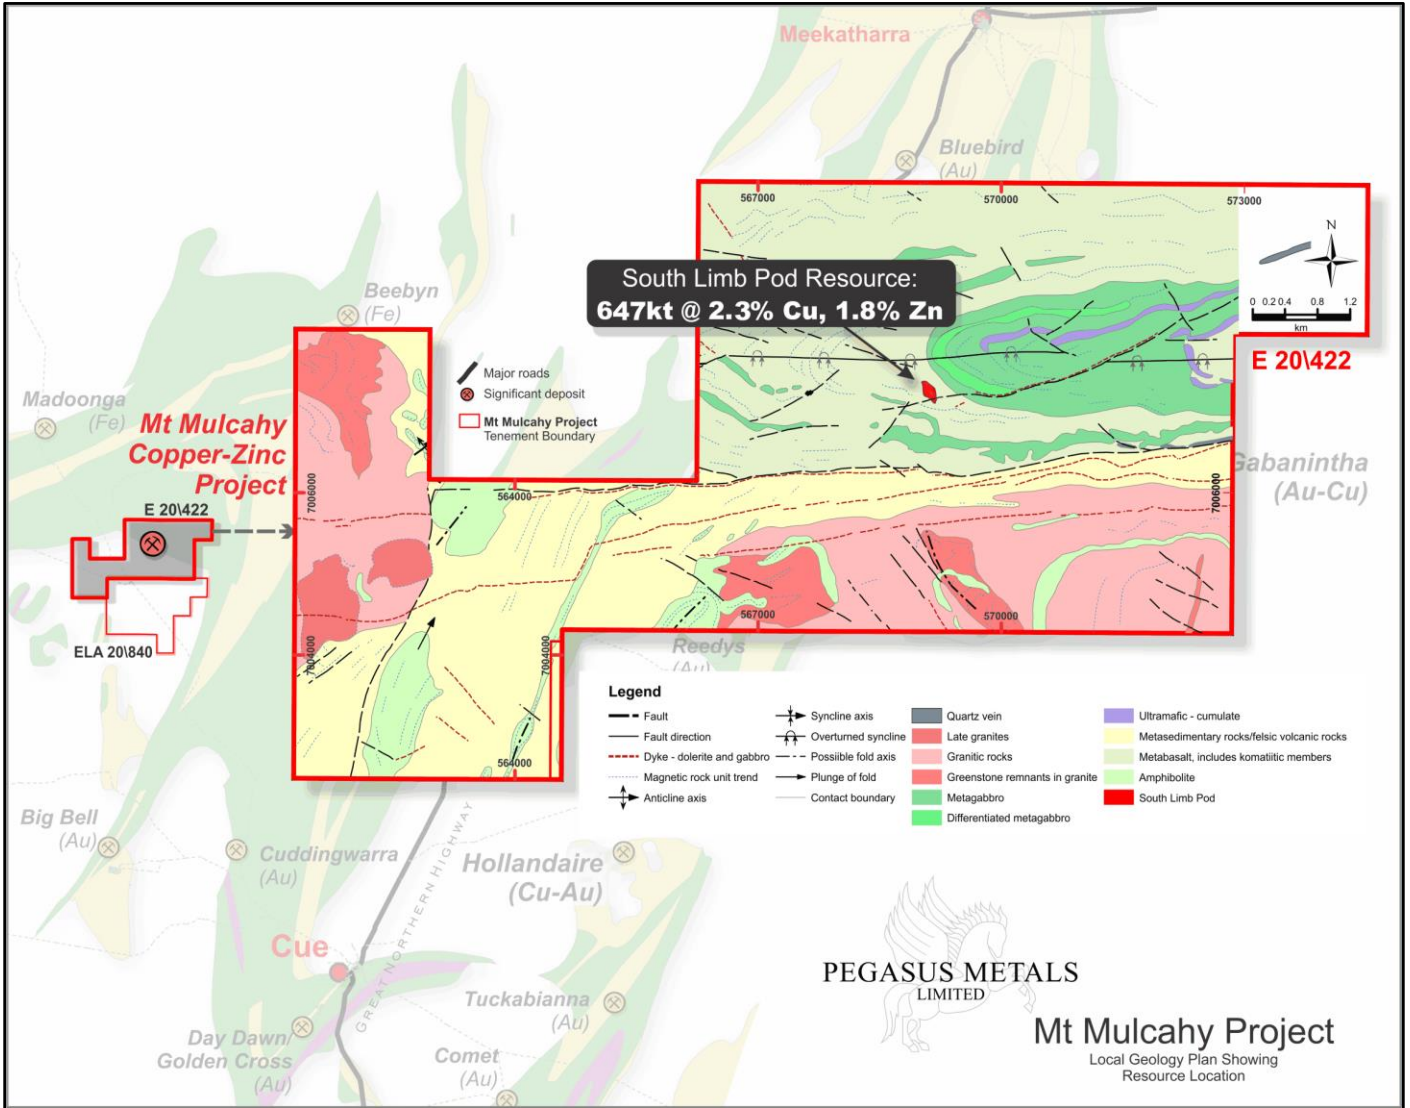 Meekatharra
Bluebird
(Au)
567000
570000
573000
N
South Limb Pod Resource:
647kt @ 2.3% Cu, 1.8% Zn
0 0.2 0.4 0.8 1.2
km
E 20\422
Beebyn
(Fe)
Major roads
Significant deposit
Mt Mulcahy Project
Tenement Boundary
Madoonga
(Fe)
Mt Mulcahy
Copper-Zinc
Project
E 20\422
ELA 20\840
7006000
564000
7006000
Gabanintha
(Au-Cu)
7004000
7004000
567000
570000
564000
Reedys
(Au)
Legend
Fault
Fault direction
Dyke - dolerite and gabbro
Magnetic rock unit trend
Anticline axis
Syncline axis
Overturned syncline
Possible fold axis
Plunge of fold
Contact boundary
Quartz vein
Late granites
Granitic rocks
Greenstone remnants in granite
Metagabbro
Differentiated metagabbro
Ultramafic - cumulate
Metasedimentary rocks/felsic volcanic rocks
Metabasalt, includes komatiitic members
Amphibolite
South Limb Pod
Big Bell
(Au)
Cuddingwarra
(Au)
GREAT NORTHERN HIGHWAY
Hollandaire
(Cu-Au)
Cue
Tuckabianna
(Au)
Day Dawn/
Golden Cross
(Au)
Comet
(Au)
PEGASUS METALS
LIMITED
Mt Mulcahy Project
Local Geology Plan Showing
Resource Location